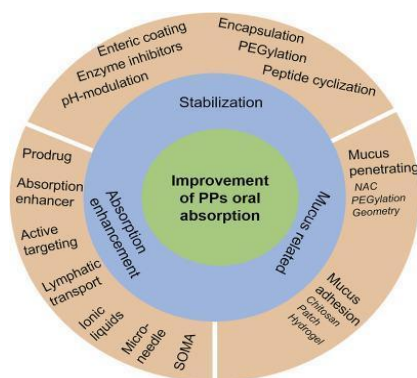 Enteric coating
Enzyme inhibitors
pH-modulation
Encapsulation
PEGylation
Peptide cyclization
Stabilization
Improvement
of PPs oral
absorption
Absorption
enhancement
Mucus related
Prodrug
Absorption
enhancer
Active
targeting
Lymphatic
transport
Ionic
liquids
Micro-
needle
SOMA
Mucus
penetrating
NAC
PEGylation
Geometry
Mucus
adhesion
Chitosan
Patch
Hydrogel